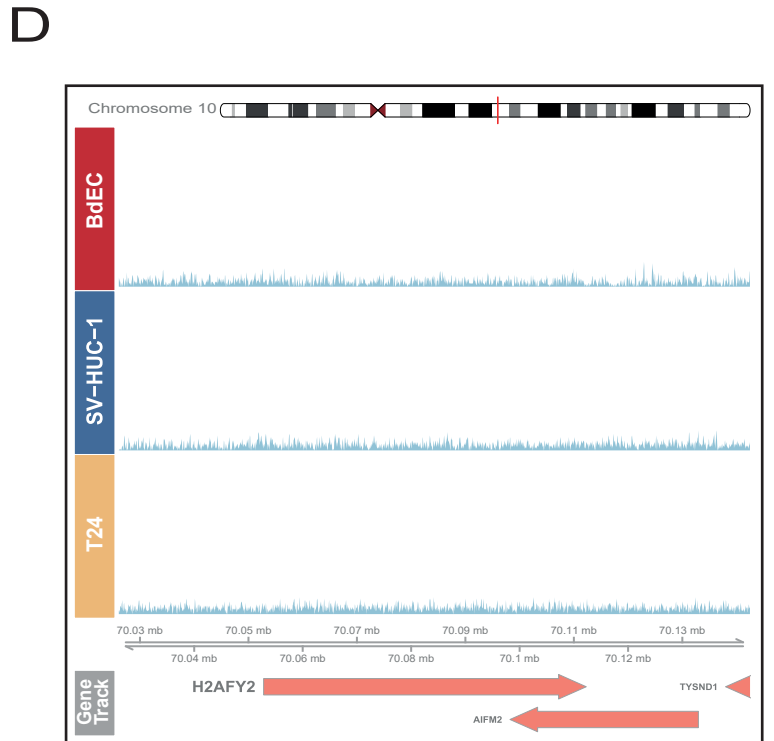 D
Chromosome 10
BdEC
SV-HUC-1
T24
70.03 mb 70.05 mb 70.07 mb 70.09 mb 70.11 mb 70.13 mb
70.04 mb 70.06 mb 70.08 mb 70.1 mb 70.12 mb
Gene
Track
H2AFY2
TYSND1
AIFM2